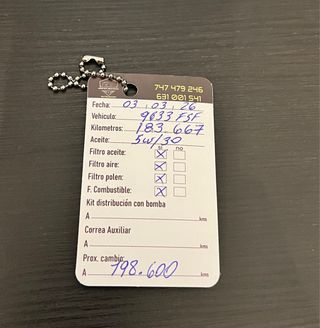 747 479 246
631 001 541
Fecha: 03.03.26
Vehículo: 9633 FSF
Kilometros: 183.667
Aceite: 5W/30
si no
Filtro aceite: X
Filtro aire: X
Filtro polen: X
F. Combustible: X
Kit distribución con bomba
A kms
Correa Auxiliar
A kms
Prox. cambio:
A 198.600 kms